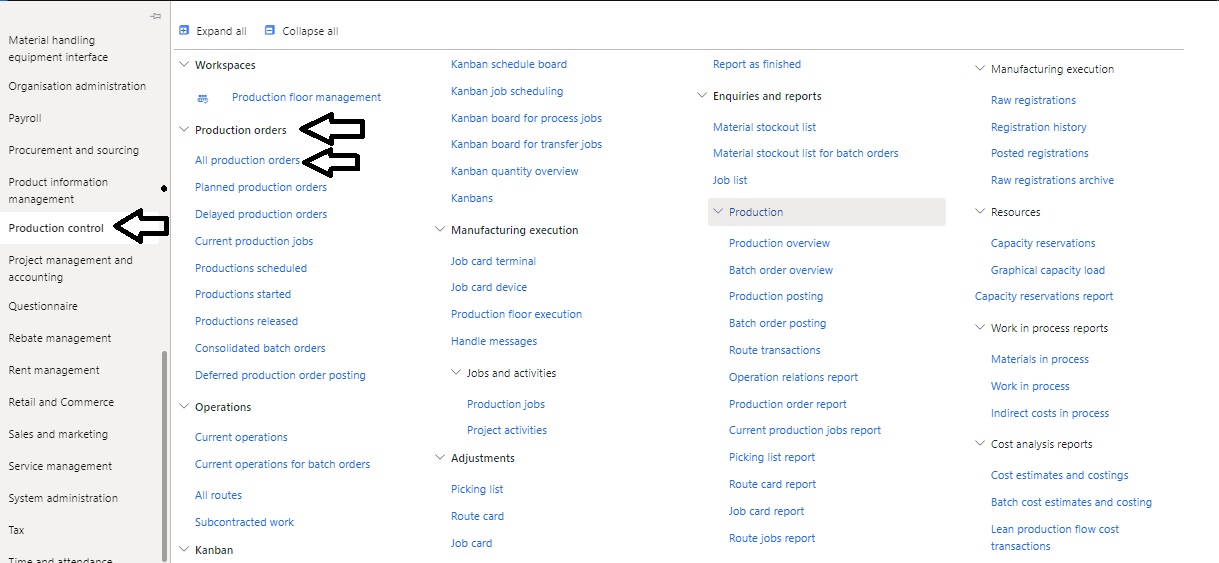 Material handling
equipment interface
Organisation administration
Payroll
Procurement and sourcing
Product information
management
Production control
Project management and
accounting
Questionnaire
Rebate management
Rent management
Retail and Commerce
Sales and marketing
Service management
System administration
Tax
Time and attendance
Expand all
Collapse all
Workspaces
Production floor management
Production orders
All production orders
Planned production orders
Delayed production orders
Current production jobs
Productions scheduled
Productions started
Productions released
Consolidated batch orders
Deferred production order posting
Operations
Current operations
Current operations for batch orders
All routes
Subcontracted work
Kanban
Kanban schedule board
Kanban job scheduling
Kanban board for process jobs
Kanban board for transfer jobs
Kanban quantity overview
Kanbans
Manufacturing execution
Job card terminal
Job card device
Production floor execution
Handle messages
Jobs and activities
Production jobs
Project activities
Adjustments
Picking list
Route card
Job card
Report as finished
Enquiries and reports
Material stockout list
Material stockout list for batch orders
Job list
Production
Production overview
Batch order overview
Production posting
Batch order posting
Route transactions
Operation relations report
Production order report
Current production jobs report
Picking list report
Route card report
Job card report
Route jobs report
Manufacturing execution
Raw registrations
Registration history
Posted registrations
Raw registrations archive
Resources
Capacity reservations
Graphical capacity load
Capacity reservations report
Work in process reports
Materials in process
Work in process
Indirect costs in process
Cost analysis reports
Cost estimates and costings
Batch cost estimates and costing
Lean production flow cost
transactions